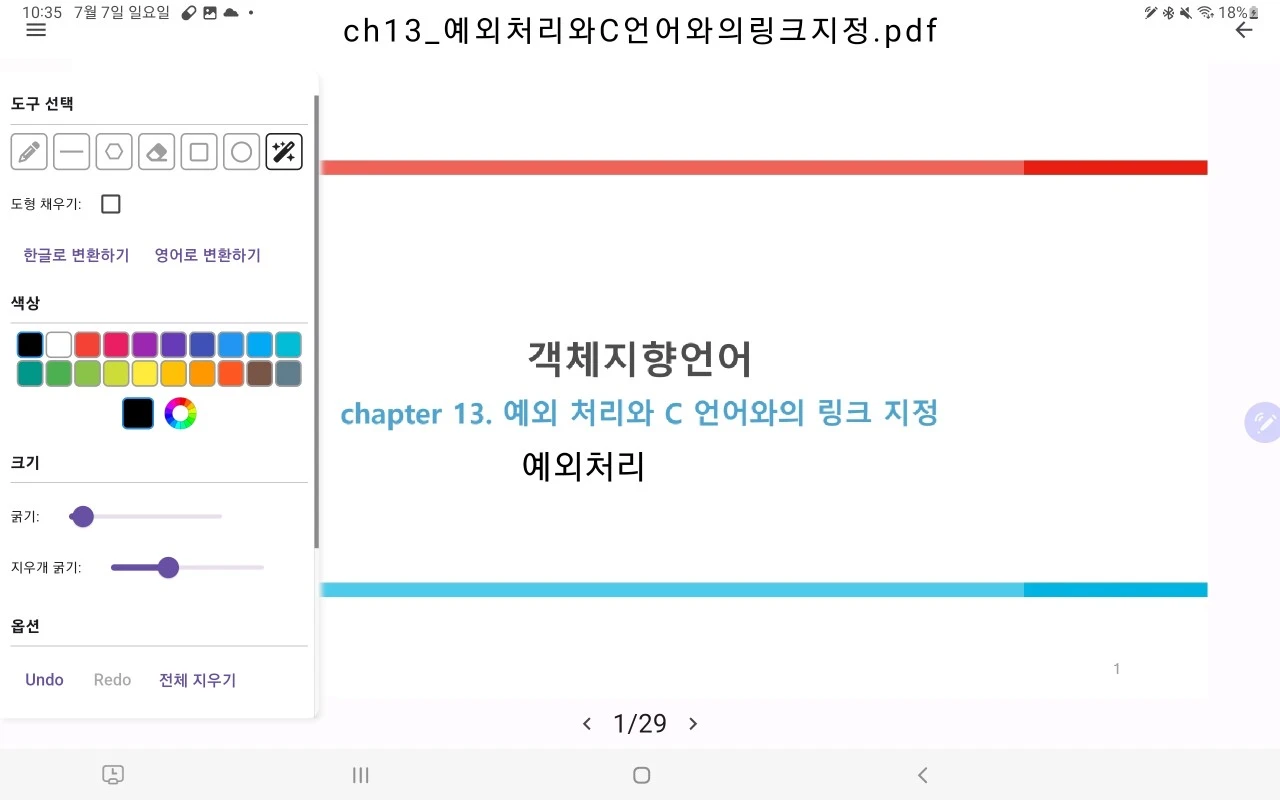 10:35 7월 7일 일요일
18%
ch13_예외처리와C언어와의링크지정.pdf
도구 선택
도형 채우기:
한글로 변환하기 영어로 변환하기
색상
크기
굵기:
지우개 굵기:
옵션
Undo Redo 전체 지우기
객체지향언어
chapter 13. 예외 처리와 C 언어와의 링크 지정
예외처리
1
1/29